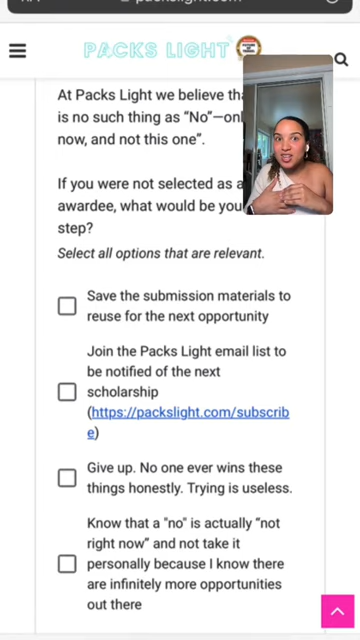 packslight.com
PACKS LIGHT
At Packs Light we believe
is no such thing as “No”—
now, and not this one”.
If you were not selected as
awardee, what would be
step?
Select all options that are relevant.
Save the submission materials to
reuse for the next opportunity
Join the Packs Light email list to
be notified of the next
scholarship
(https://packslight.com/subscrib
e)
Give up. No one ever wins these
things honestly. Trying is useless.
Know that a "no" is actually “not
right now” and not take it
personally because I know there
are infinitely more opportunities
out there